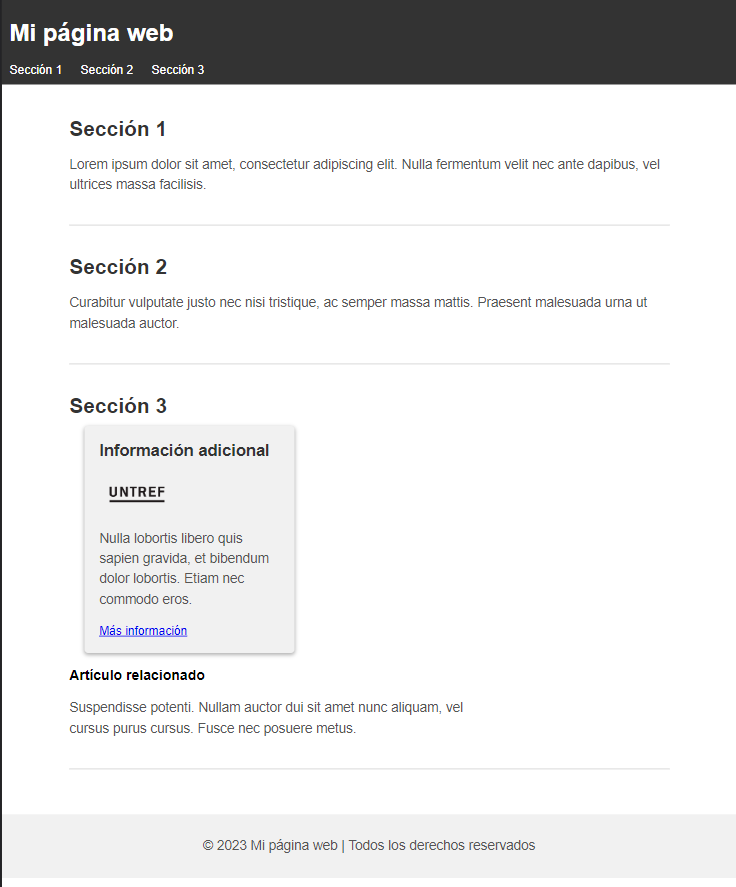 Mi página web
Sección 1 Sección 2 Sección 3
Sección 1
Lorem ipsum dolor sit amet, consectetur adipiscing elit. Nulla fermentum velit nec ante dapibus, vel
ultrices massa facilisis.
Sección 2
Curabitur vulputate justo nec nisi tristique, ac semper massa mattis. Praesent malesuada urna ut
malesuada auctor.
Sección 3
Información adicional
UNTREF
Nulla lobortis libero quis
sapien gravida, et bibendum
dolor lobortis. Etiam nec
commodo eros.
Más información
Artículo relacionado
Suspendisse potenti. Nullam auctor dui sit amet nunc aliquam, vel
cursus purus cursus. Fusce nec posuere metus.
© 2023 Mi página web | Todos los derechos reservados